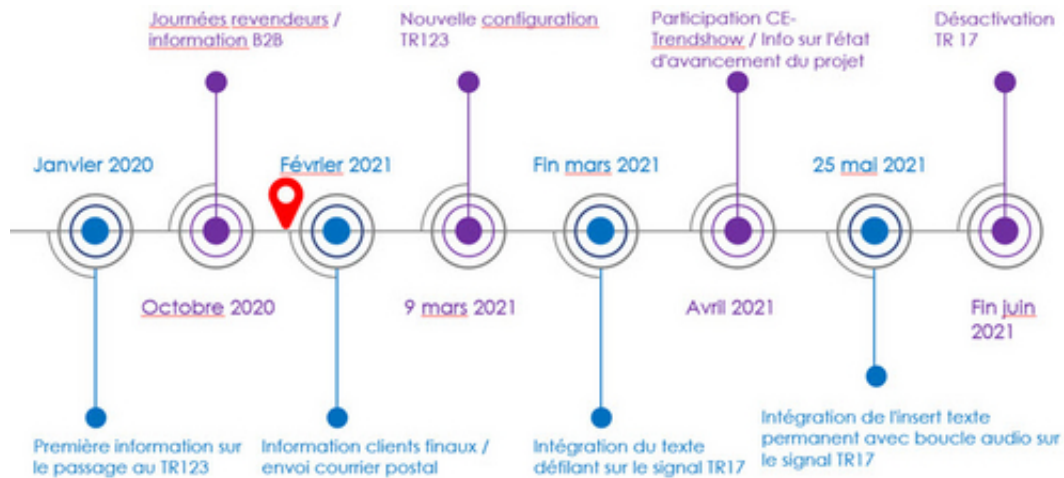 Journées revendeurs /
information B2B
Nouvelle configuration
TR123
Participation CE-
Trendshow / Info sur l'état
d'avancement du projet
Désactivation
TR 17
Janvier 2020
Février 2021
Fin mars 2021
25 mai 2021
Octobre 2020
9 mars 2021
Avril 2021
Fin juin
2021
Première information sur
le passage au TR123
Information clients finaux /
envoi courrier postal
Intégration du texte
défilant sur le signal TR17
Intégration de l'insert texte
permanent avec boucle audio sur
le signal TR17